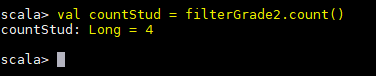 scala> val countStud = filterGrade2.count()
countStud: Long = 4
scala>